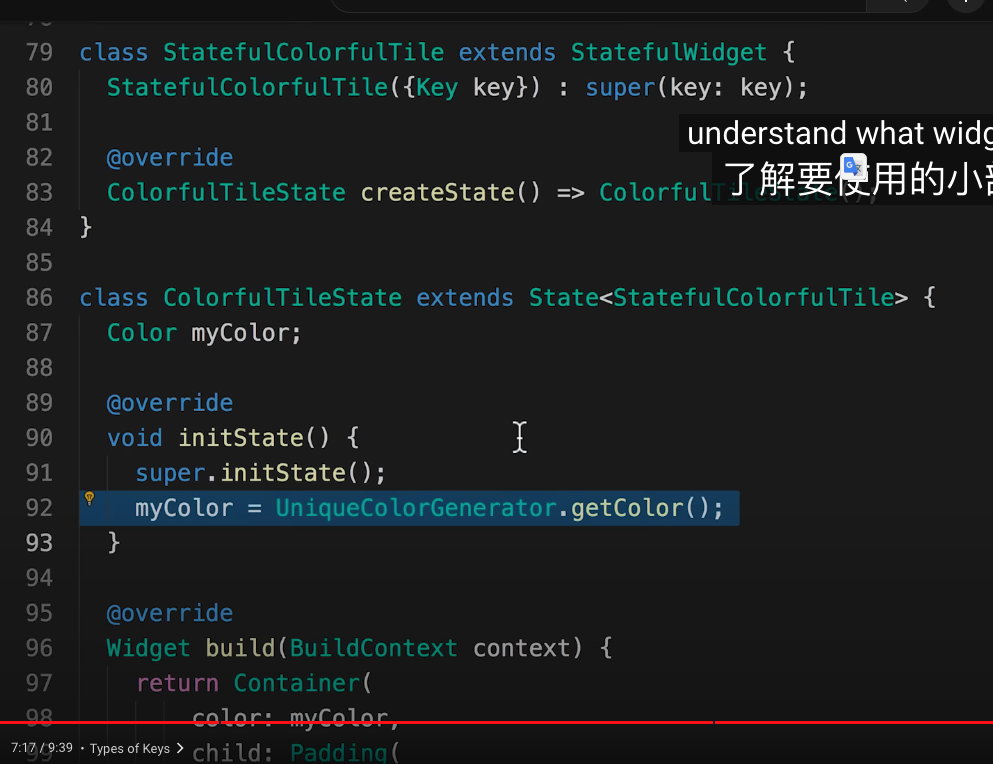 79 class StatefulColorfulTile extends StatefulWidget {
80 StatefulColorfulTile({Key key}) : super(key: key);
81
understand what widg
82 @override
了解要使用的小
83 ColorfulTileState createState() => ColorfulTileState();
84 }
85
86 class ColorfulTileState extends State<StatefulColorfulTile> {
87 Color myColor;
88
89 @override
90 void initState() {
91 super.initState();
92 myColor = UniqueColorGenerator.getColor();
93 }
94
95 @override
96 Widget build(BuildContext context) {
97 return Container(
98 color: myColor,
99 child: Padding(
7:17 / 9:39 • Types of Keys >